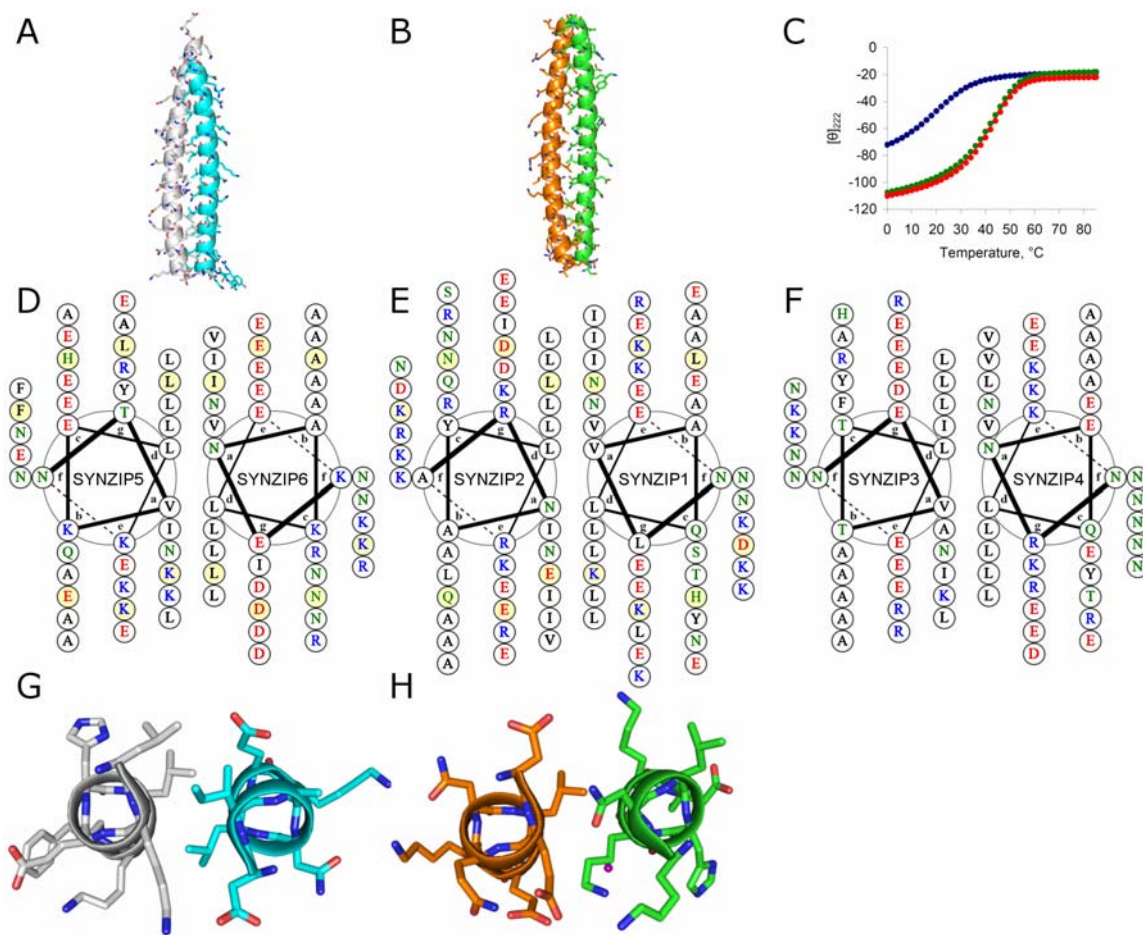 A
B
C
0
-20
-40
-60
-80
-100
-120
[θ]222
0 10 20 30 40 50 60 70 80
Temperature, °C
D
A E H E E E E
E A L R Y T
L L L L L
F F N E N N
c g d
f SYNZIP5 a
b e
K Q A E A A
K E K K E
V I N K K L
V I I N V N
E E E E E
A A A A A A
e b
a SYNZIP6 f
d g c
K N N K K R
L L L L L
E I D D D D
K R N N N R
E
S R N N Q R Y
E E I D D K R
L L L L L L
N D K R K K A
c g d
f SYNZIP2 a
b e
A A L Q A A A
R K E E R E
N I N E I I V
I I I N N V V
R E K K E E
E A A L E A A
e b
a SYNZIP1 f
d g c
N N N K D K K
L L L K L L
L E E K L E K
Q S T H Y N E
F
H A R Y F T
R E E E D E
L L L I L
N K K N N N
c g d
f SYNZIP3 a
b e
T A A A A A
E E E R R
V A N I K L
V V L N V N
E E K K K
A A A A E E
e b
a SYNZIP4 f
d g c
N N N N N N
L L L L L
R K R E E D
Q E Y T R E
G
H